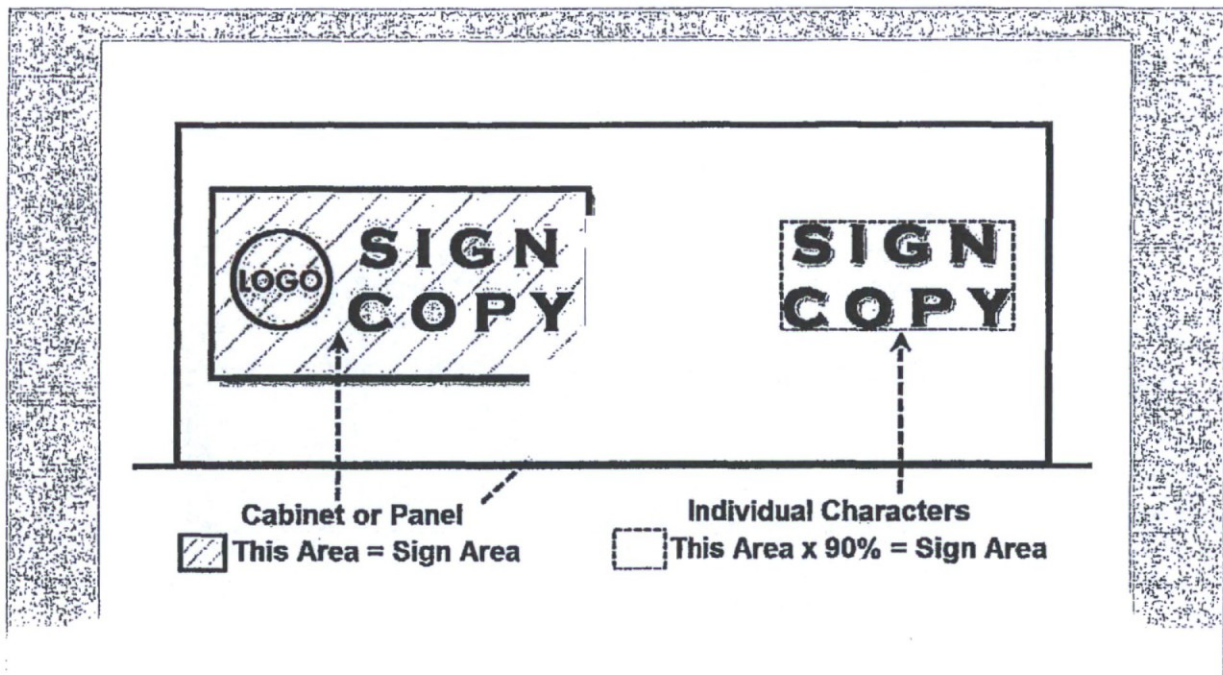 LOGO
SIGN
COPY
SIGN
COPY
Cabinet or Panel
This Area = Sign Area
Individual Characters
This Area x 90% = Sign Area